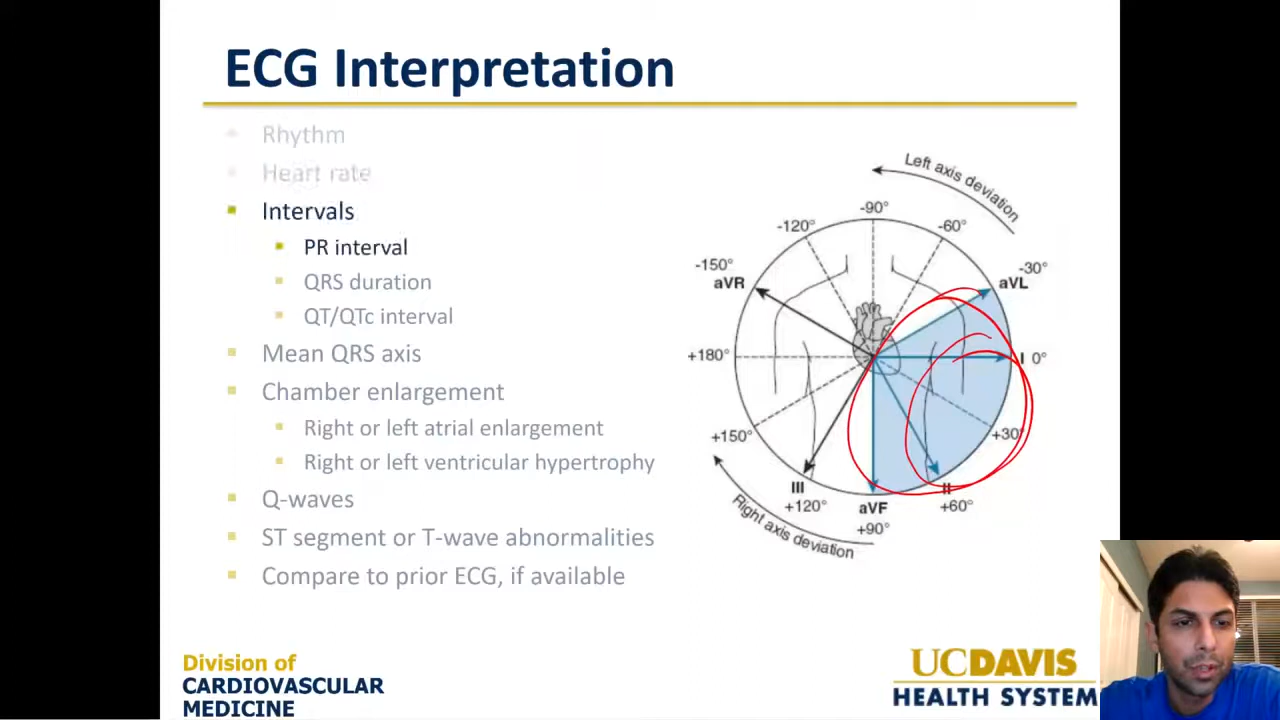 ECG Interpretation
Rhythm
Heart rate
Intervals
PR interval
QRS duration
QT/QTc interval
Mean QRS axis
Chamber enlargement
Right or left atrial enlargement
Right or left ventricular hypertrophy
Q-waves
ST segment or T-wave abnormalities
Compare to prior ECG, if available
Left axis deviation
-90°
-120°
-60°
-150°
-30°
aVR
aVL
+180°
I 0°
+150°
+30°
III
aVF
II
+120°
+60°
+90°
Right axis deviation
Division of
CARDIOVASCULAR
MEDICINE
UCDAVIS
HEALTH SYSTEM